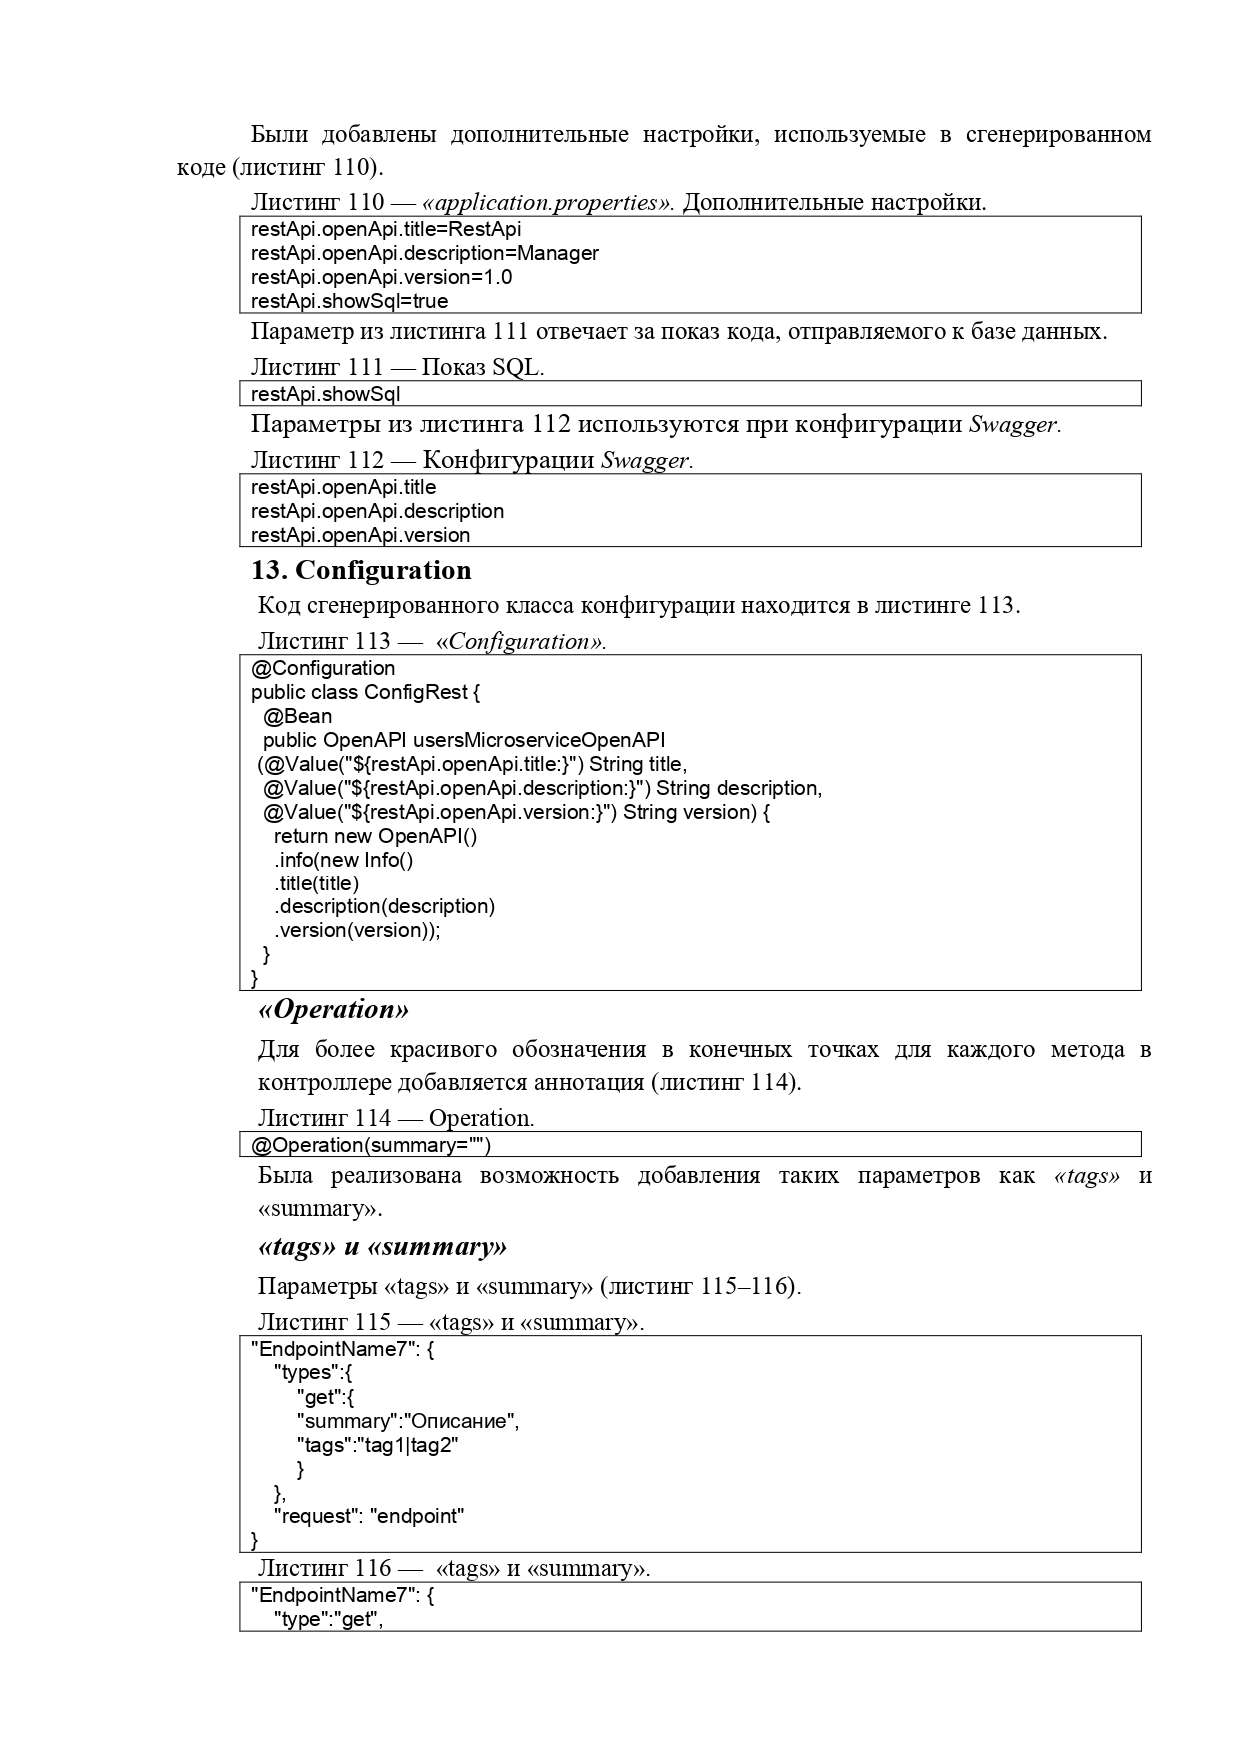 Были добавлены дополнительные настройки, используемые в сгенерированном
коде (листинг 110).
Листинг 110 — «application.properties». Дополнительные настройки.
restApi.openApi.title=RestApi
restApi.openApi.description=Manager
restApi.openApi.version=1.0
restApi.showSql=true
Параметр из листинга 111 отвечает за показ кода, отправляемого к базе данных.
Листинг 111 — Показ SQL.
restApi.showSql
Параметры из листинга 112 используются при конфигурации Swagger.
Листинг 112 — Конфигурации Swagger.
restApi.openApi.title
restApi.openApi.description
restApi.openApi.version
13. Configuration
Код сгенерированного класса конфигурации находится в листинге 113.
Листинг 113 — «Configuration».
@Configuration
public class ConfigRest {
@Bean
public OpenAPI usersMicroserviceOpenAPI
(@Value("${restApi.openApi.title:}") String title,
@Value("${restApi.openApi.description:}") String description,
@Value("${restApi.openApi.version:}") String version) {
return new OpenAPI()
.info(new Info()
.title(title)
.description(description)
.version(version));
}
}
«Operation»
Для более красивого обозначения в конечных точках для каждого метода в
контроллере добавляется аннотация (листинг 114).
Листинг 114 — Operation.
@Operation(summary="")
Была реализована возможность добавления таких параметров как «tags» и
«summary».
«tags» и «summary»
Параметры «tags» и «summary» (листинг 115–116).
Листинг 115 — «tags» и «summary».
"EndpointName7": {
"types":{
"get":{
"summary":"Описание",
"tags":"tag1|tag2"
}
},
"request": "endpoint"
}
Листинг 116 — «tags» и «summary».
"EndpointName7": {
"type":"get",